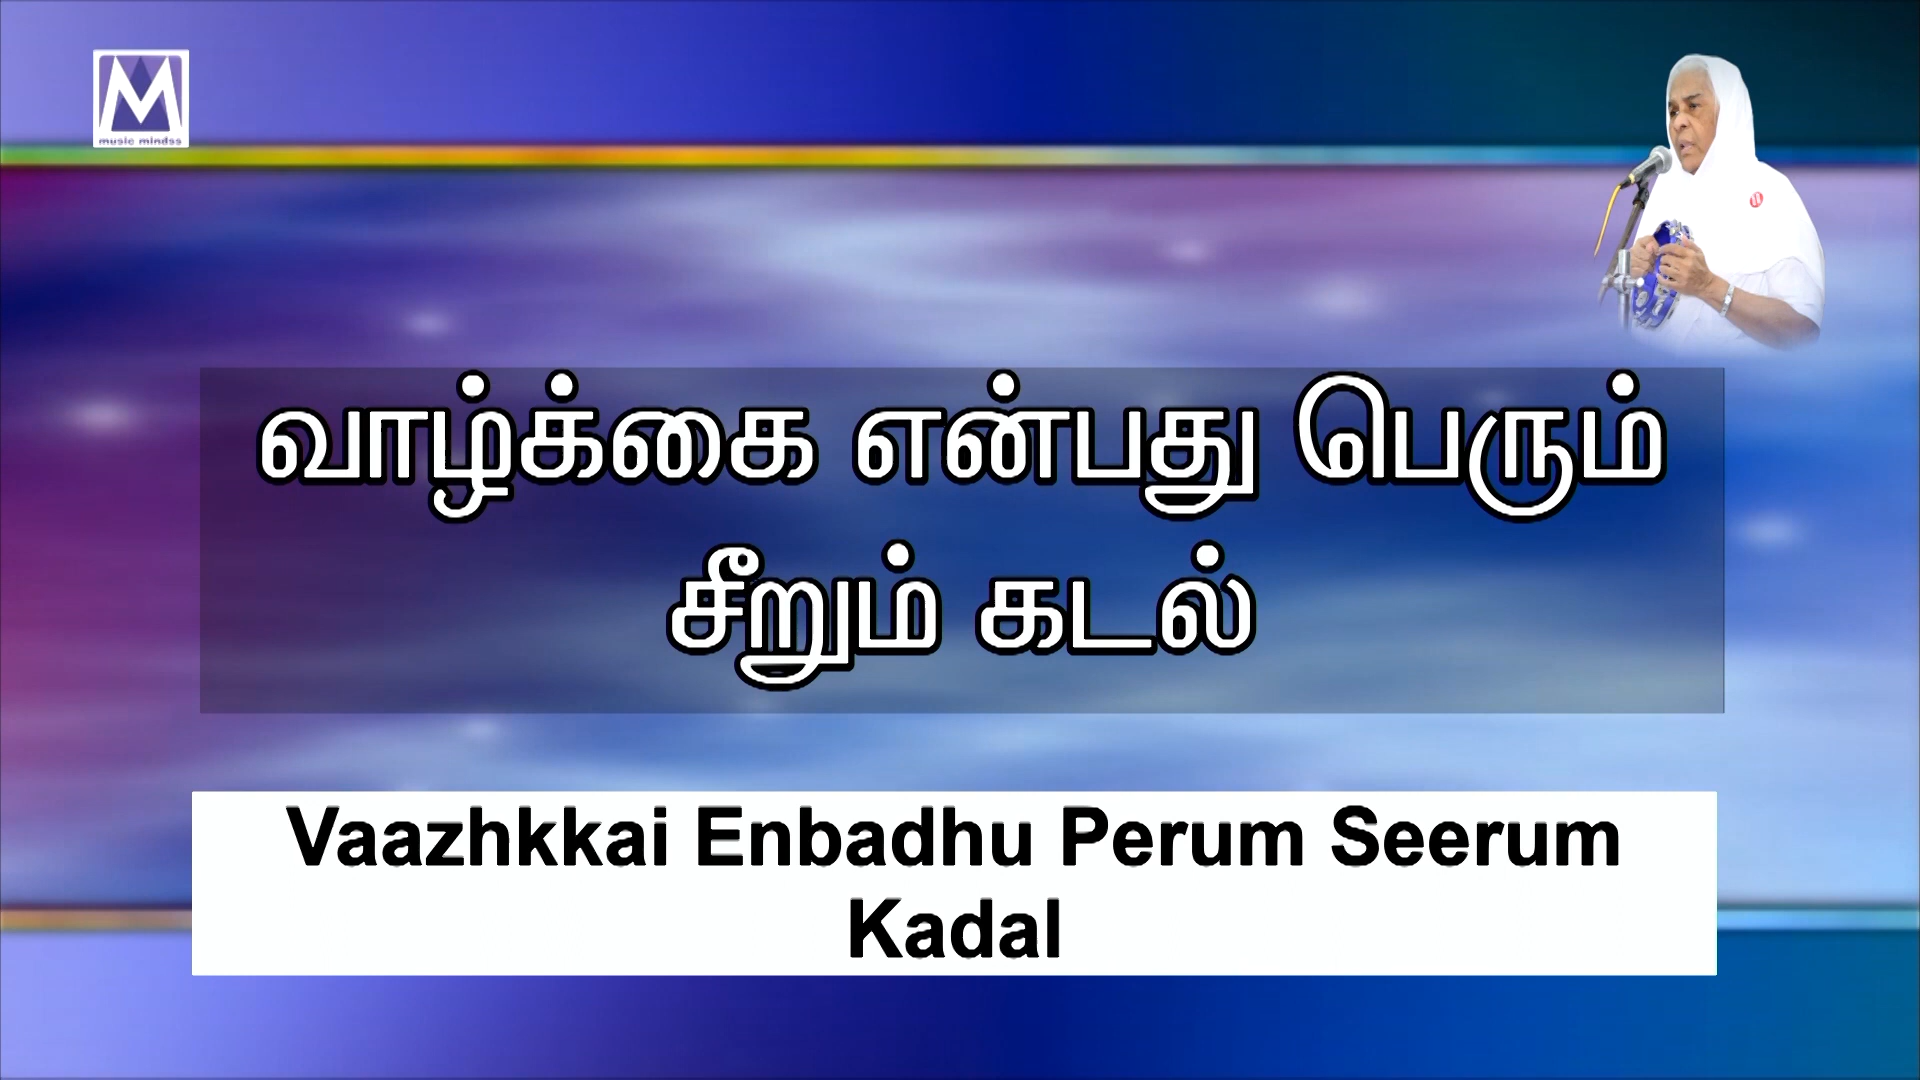 M
music mindss
வாழ்க்கை என்பது பெரும்
சீறும் கடல்
Vaazhkkai Enbadhu Perum Seerum
Kadal